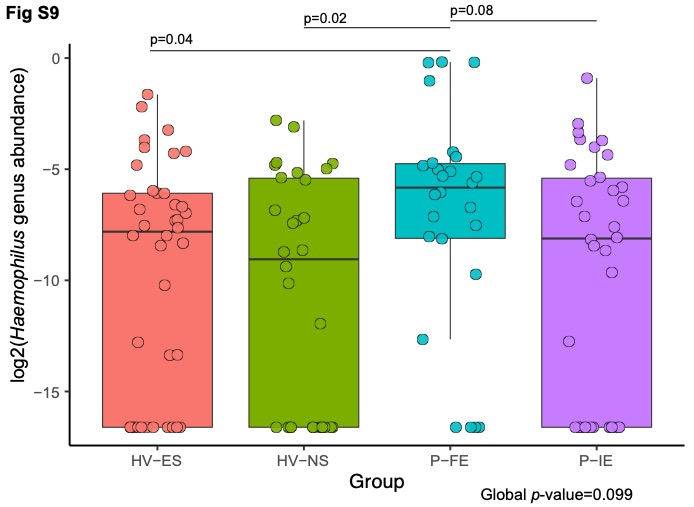 Fig S9
p=0.08
p=0.02
p=0.04
log2(Haemophilus genus abundance)
0
−5
−10
−15
HV−ES HV−NS P−FE P−IE
Group
Global p-value=0.099